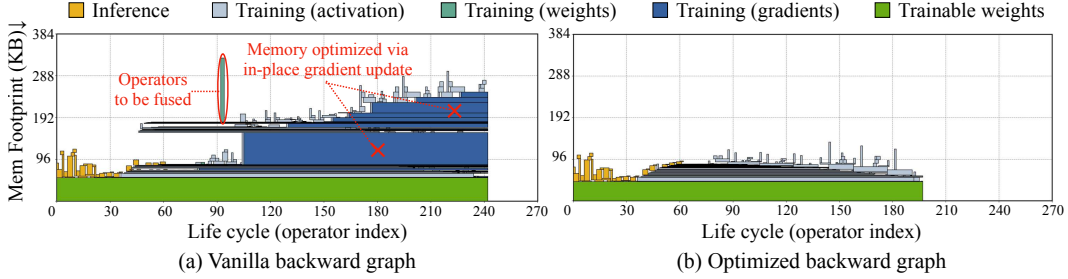 Inference Training (activation) Training (weights) Training (gradients) Trainable weights
Mem Footprint (KB)↓
384
288
192
96
0 30 60 90 120 150 180 210 240 270
Operators
to be fused
Memory optimized via
in-place gradient update
Life cycle (operator index)
(a) Vanilla backward graph
384
288
192
96
0 30 60 90 120 150 180 210 240 270
Life cycle (operator index)
(b) Optimized backward graph